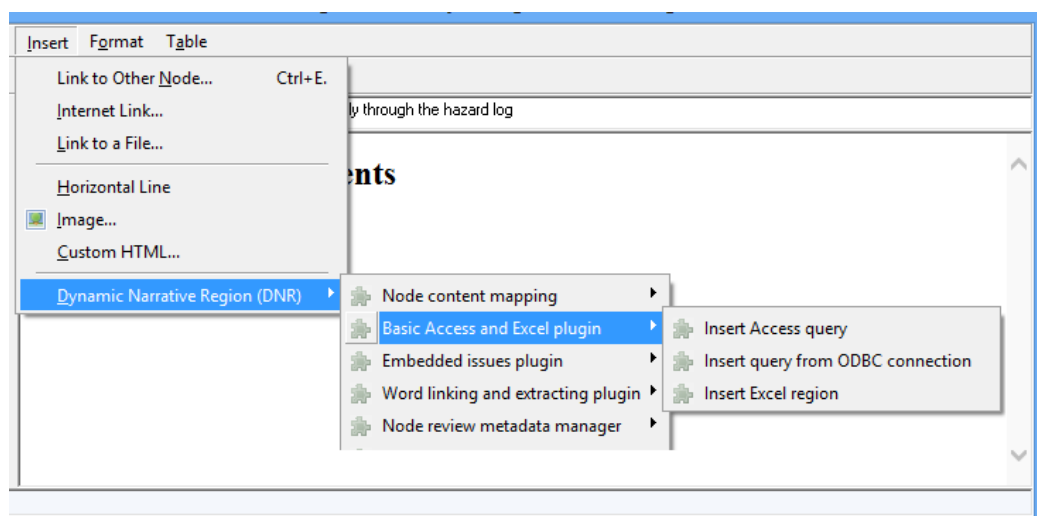 Insert Format Table
Link to Other Node... Ctrl+E.
Internet Link...
ly through the hazard log
Link to a File...
ents
Horizontal Line
Image...
Custom HTML...
Dynamic Narrative Region (DNR)
Node content mapping
Basic Access and Excel plugin
Insert Access query
Embedded issues plugin
Insert query from ODBC connection
Word linking and extracting plugin
Insert Excel region
Node review metadata manager